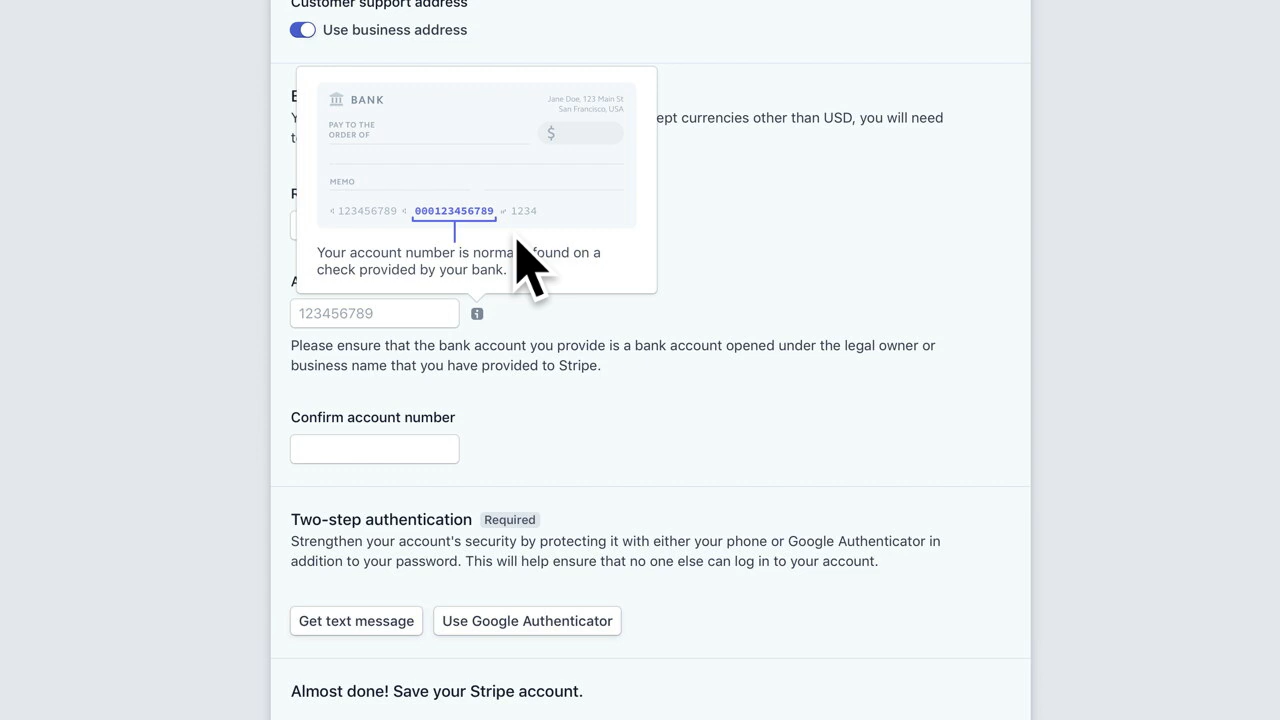 Customer support address
Use business address
BANK
Jane Doe, 123 Main St
San Francisco, USA
PAY TO THE
ORDER OF
$
ept currencies other than USD, you will need
MEMO
123456789 000123456789 1234
Your account number is found on a
check provided by your bank.
123456789
Please ensure that the bank account you provide is a bank account opened under the legal owner or
business name that you have provided to Stripe.
Confirm account number
Two-step authentication Required
Strengthen your account's security by protecting it with either your phone or Google Authenticator in
addition to your password. This will help ensure that no one else can log in to your account.
Get text message
Use Google Authenticator
Almost done! Save your Stripe account.